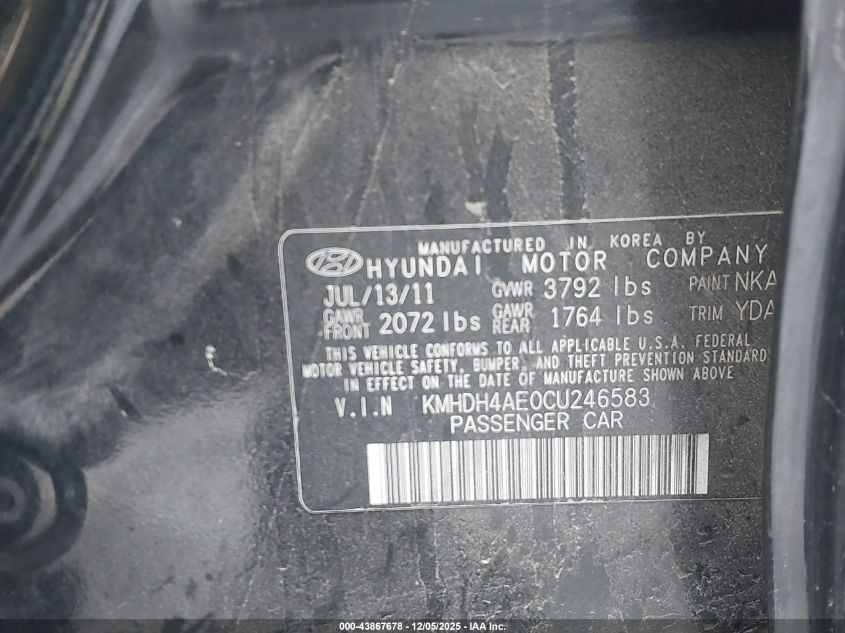 MANUFACTURED IN KOREA BY
HYUNDAI MOTOR COMPANY
JUL/13/11 GVWR 3792 lbs PAINT NKA
GAWR FRONT 2072 lbs GAWR REAR 1764 lbs TRIM YDA
THIS VEHICLE CONFORMS TO ALL APPLICABLE U.S.A. FEDERAL
MOTOR VEHICLE SAFETY, BUMPER, AND THEFT PREVENTION STANDARD
IN EFFECT ON THE DATE OF MANUFACTURE SHOWN ABOVE
V.I.N KMHDH4AE0CU246583
PASSENGER CAR
000-43867678 - 12/05/2025 - IAA Inc.